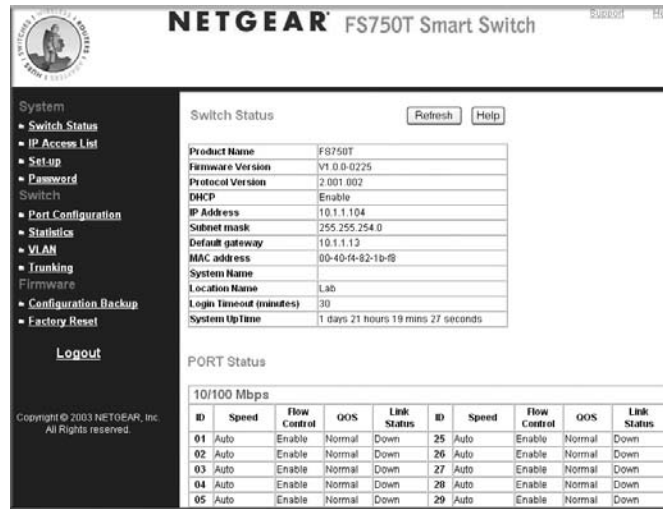 NETGEAR FS750T Smart Switch
Support
System
Switch Status
IP Access List
Set-up
Password
Switch
Port Configuration
Statistics
VLAN
Trunking
Firmware
Configuration Backup
Factory Reset
Logout
Copyright © 2003 NETGEAR, Inc.
All Rights reserved.
Switch Status Refresh Help
Product Name FS750T
Firmware Version V1.0.0-0225
Protocol Version 2.001.002
DHCP Enable
IP Address 10.1.1.104
Subnet mask 255.255.254.0
Default gateway 10.1.1.13
MAC address 00-40-f4-82-1b-f8
System Name
Location Name Lab
Login Timeout (minutes) 30
System UpTime 1 days 21 hours 19 mins 27 seconds
PORT Status
10/100 Mbps
ID Speed Flow Control QOS Link Status ID Speed Flow Control QOS Link Status
01 Auto Enable Normal Down 25 Auto Enable Normal Down
02 Auto Enable Normal Down 26 Auto Enable Normal Down
03 Auto Enable Normal Down 27 Auto Enable Normal Down
04 Auto Enable Normal Down 28 Auto Enable Normal Down
05 Auto Enable Normal Down 29 Auto Enable Normal Down